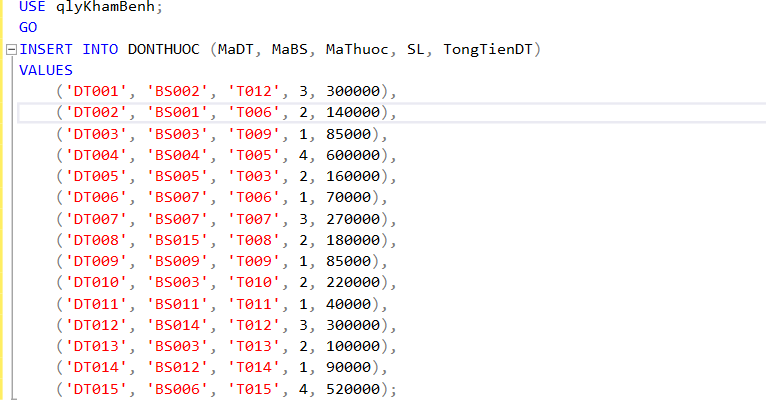 USE qlyKhamBenh;
GO
INSERT INTO DONTHUOC (MaDT, MaBS, MaThuoc, SL, TongTienDT)
VALUES
('DT001', 'BS002', 'T012', 3, 300000),
('DT002', 'BS001', 'T006', 2, 140000),
('DT003', 'BS003', 'T009', 1, 85000),
('DT004', 'BS004', 'T005', 4, 600000),
('DT005', 'BS005', 'T003', 2, 160000),
('DT006', 'BS007', 'T006', 1, 70000),
('DT007', 'BS007', 'T007', 3, 270000),
('DT008', 'BS015', 'T008', 2, 180000),
('DT009', 'BS009', 'T009', 1, 85000),
('DT010', 'BS003', 'T010', 2, 220000),
('DT011', 'BS011', 'T011', 1, 40000),
('DT012', 'BS014', 'T012', 3, 300000),
('DT013', 'BS003', 'T013', 2, 100000),
('DT014', 'BS012', 'T014', 1, 90000),
('DT015', 'BS006', 'T015', 4, 520000);